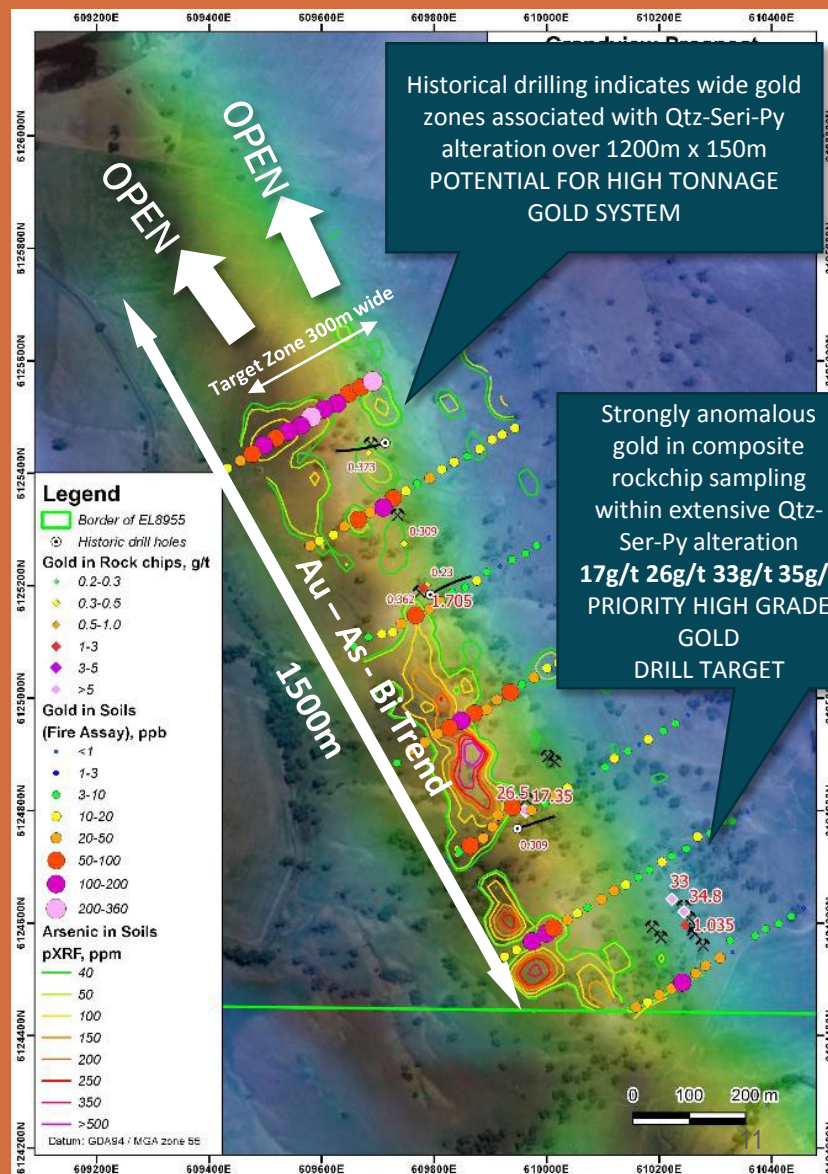 609200E 609400E 609600E 609800E 610000E 610200E 610400E
Historical drilling indicates wide gold
zones associated with Qtz-Seri-Py
alteration over 1200m x 150m
POTENTIAL FOR HIGH TONNAGE
GOLD SYSTEM
6126000N
6125800N
6125600N
6125400N
6125200N
6125000N
6124800N
6124600N
6124400N
6124200N
OPEN
OPEN
Target Zone 300m wide
Strongly anomalous
gold in composite
rockchip sampling
within extensive Qtz-
Ser-Py alteration
17g/t 26g/t 33g/t 35g/
PRIORITY HIGH GRADE
GOLD
DRILL TARGET
0.373
0.309
0.23
0.362
1.705
Au – As - Bi Trend
1500m
26.5
17.35
0.309
33
34.8
1.035
Legend
Border of EL8955
Historic drill holes
Gold in Rock chips, g/t
0.2-0.3
0.3-0.5
0.5-1.0
1-3
3-5
>5
Gold in Soils
(Fire Assay), ppb
<1
1-3
3-10
10-20
20-50
50-100
100-200
200-360
Arsenic in Soils
pXRF, ppm
40
50
100
150
200
250
350
>500
Datum: GDA94 / MGA zone 55
0 100 200 m
11
609200E 609400E 609600E 609800E 610000E 610200E 610400E